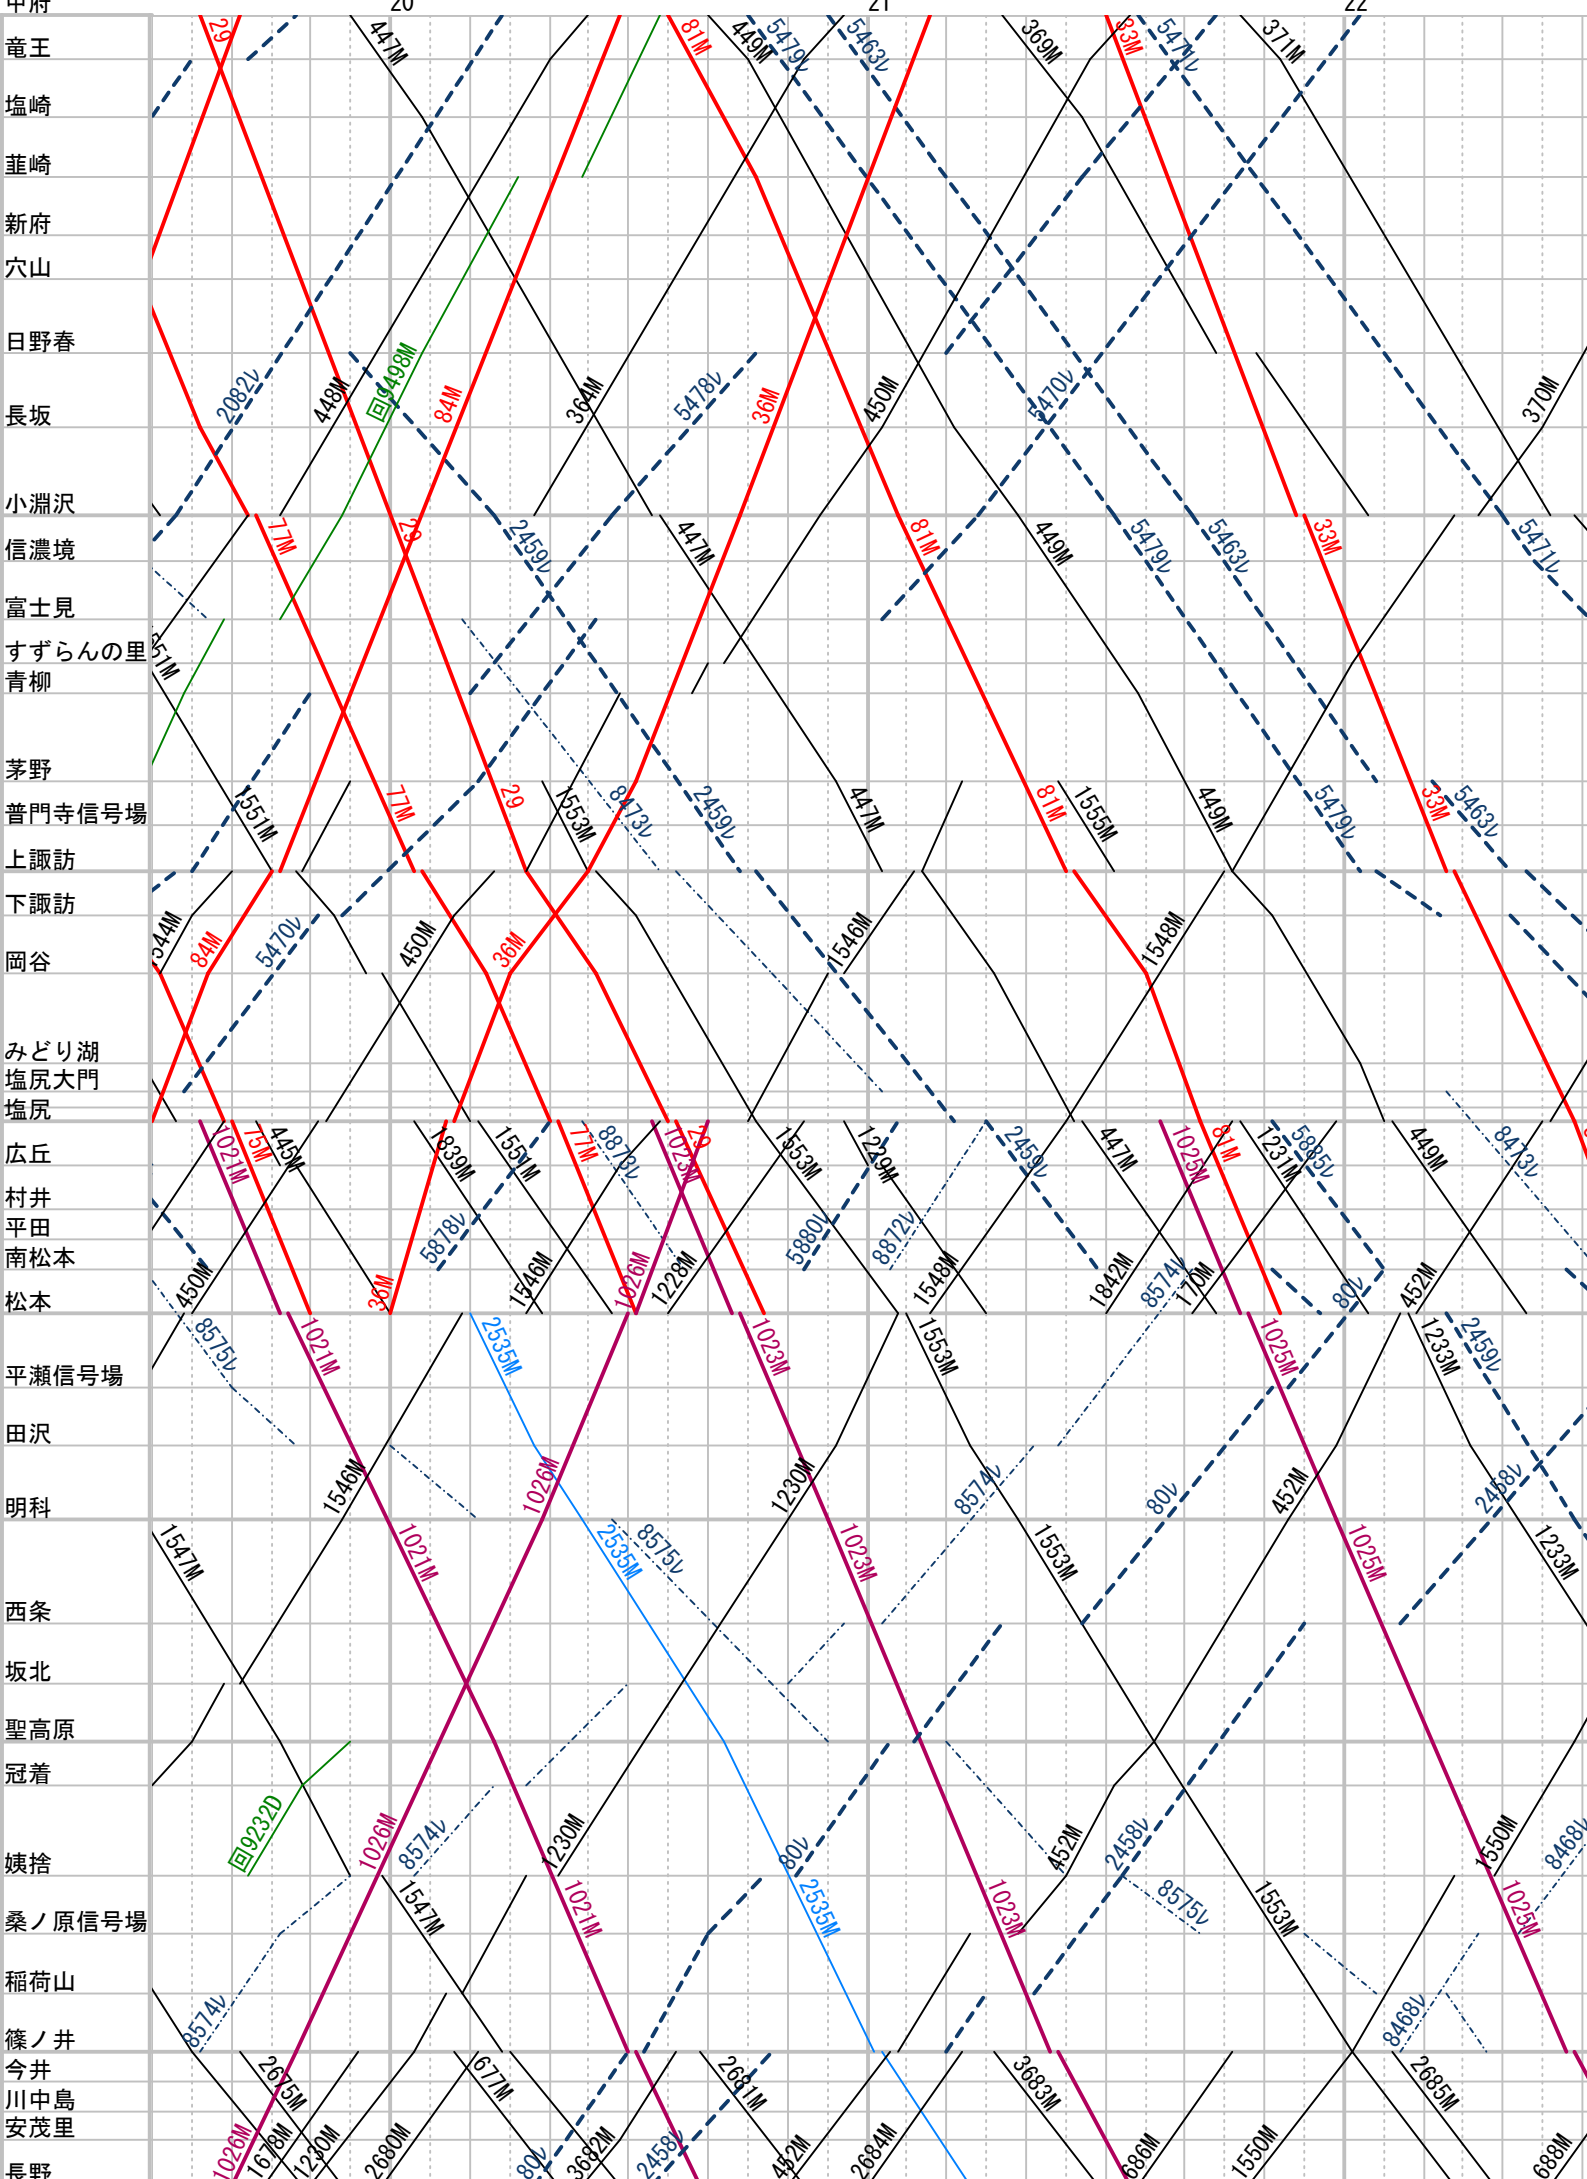 甲府
20 21 22
29 447M 81M 449M 5479レ 5463レ 369M 33M 5471レ 371M
竜王
塩崎
韮崎
新府
穴山
日野春
2082レ 448M 回9498M 84M 364M 5478レ 36M 450M 5470レ 370M
長坂
小淵沢
77M 29 2459レ 447M 81M 449M 5479レ 5463レ 33M 5471レ
信濃境
富士見
すずらんの里
551M
青柳
茅野
1551M 77M 29 1553M 8473レ 2459レ 447M 81M 1555M 449M 5479レ 33M 5463レ
普門寺信号場
上諏訪
下諏訪
1544M 84M 5470レ 450M 36M 1546M 1548M
岡谷
みどり湖
塩尻大門
塩尻
1021M 75M 445M 1839M 1551M 77M 8873レ 1023M 29 1553M 1229M 2459レ 447M 1025M 81M 1231M 5885レ 449M 8473レ
広丘
村井
平田
5878レ 5880レ 8872レ
南松本
450M 36M 1546M 1026M 1228M 1548M 1842M 8574レ 170M 80レ 452M
松本
8575レ 1021M 2535M 1023M 1553M 1025M 1233M 2459レ
平瀬信号場
田沢
1546M 1026M 1230M 8574レ 80レ 452M 2458レ
明科
1547M 1021M 2535M 8575レ 1023M 1553M 1025M 1233M
西条
坂北
聖高原
冠着
回9232D 1026M 8574レ 1230M 80レ 452M 2458レ 1550M 8468レ
姨捨
1547M 1021M 2535M 1023M 8575レ 1553M 1025M
桑ノ原信号場
稲荷山
8574レ 8468レ
篠ノ井
2675M 677M 2681M 3683M 2685M
今井
川中島
安茂里
1026M 1678M 1230M 2680M 80レ 3682M 2458レ 452M 2684M 686M 1550M 688M
長野